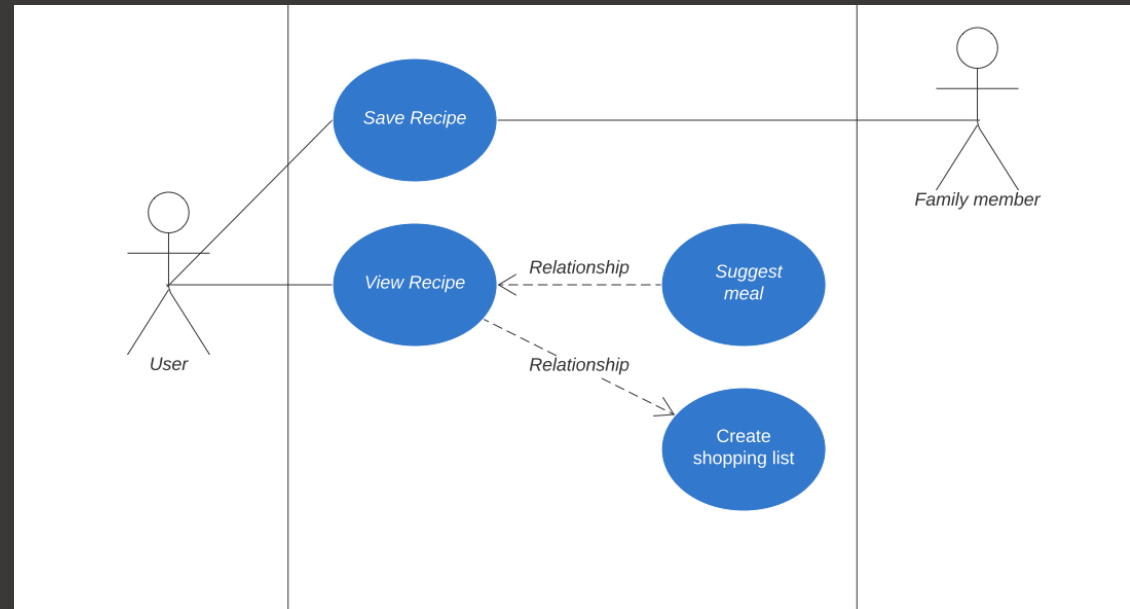 Save Recipe
Family member
View Recipe
Relationship
Suggest
meal
User
Relationship
Create
shopping list